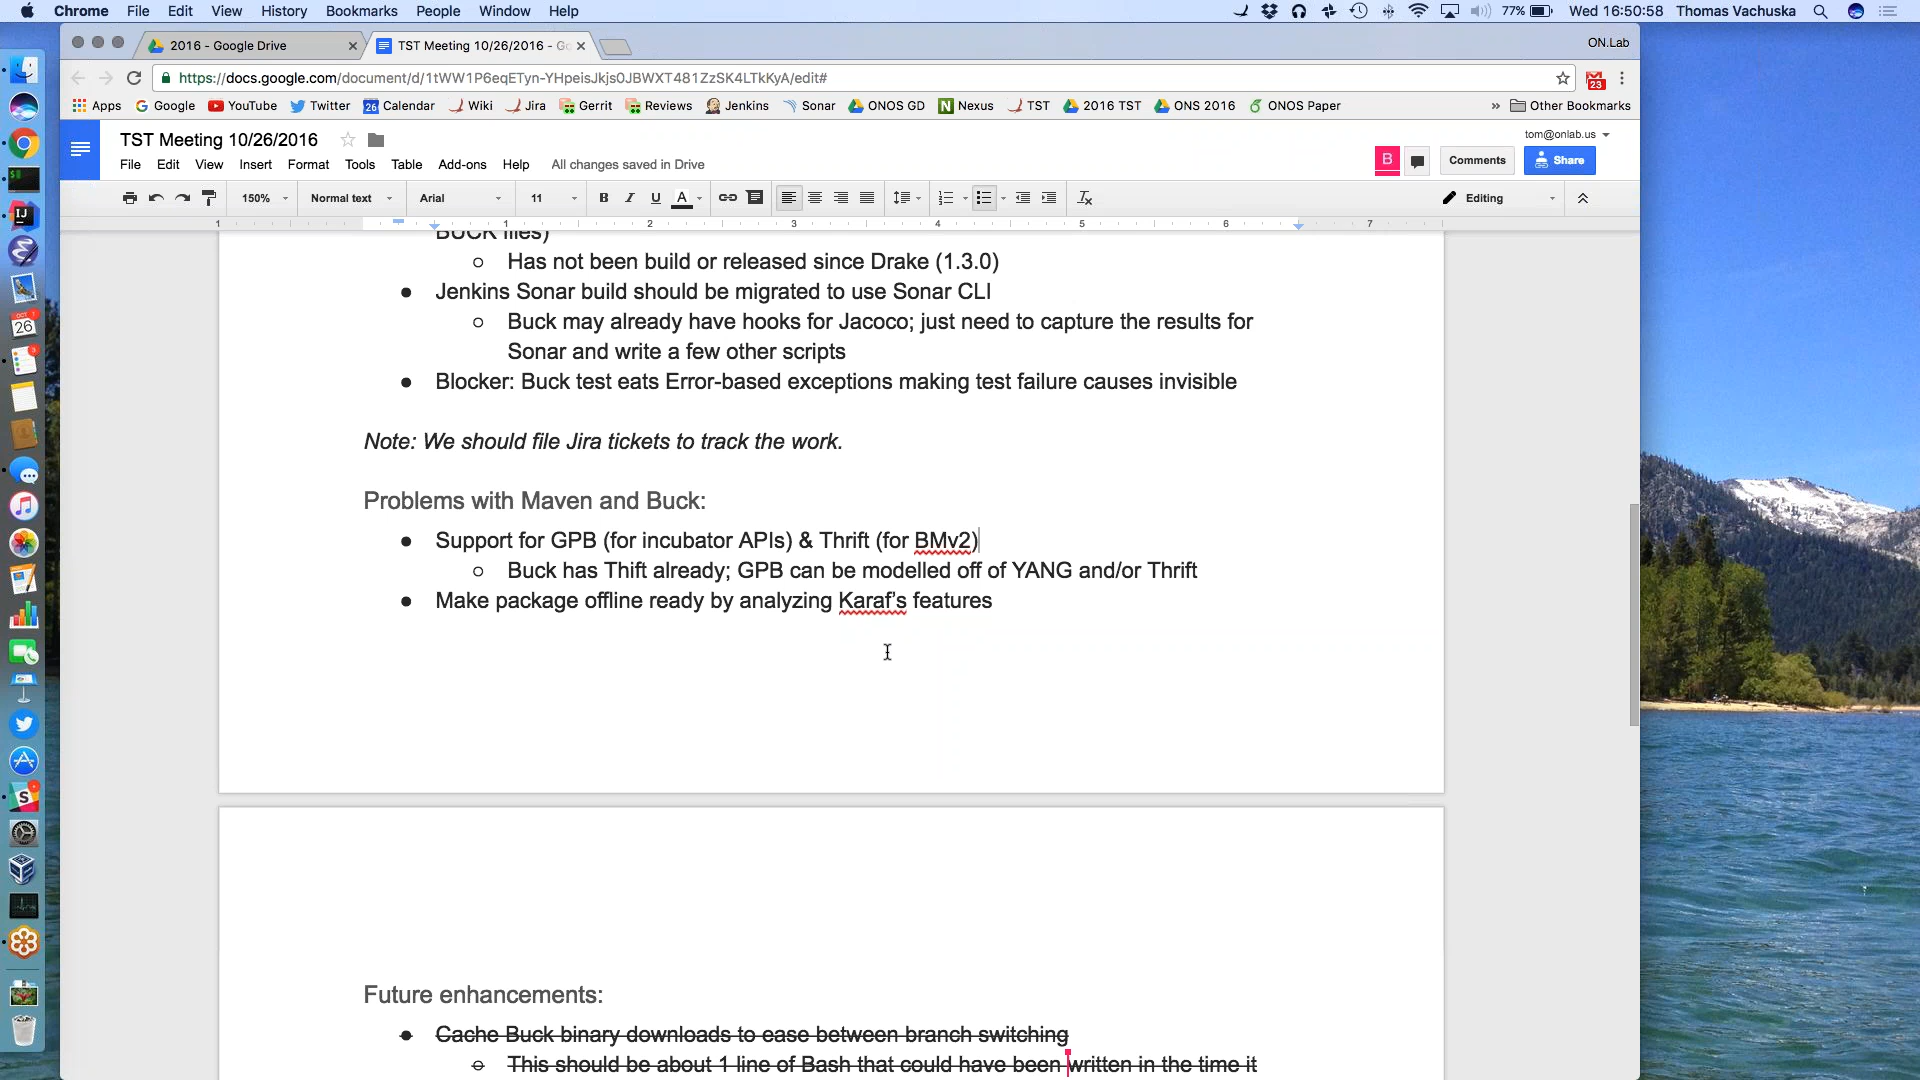 Chrome File Edit View History Bookmarks People Window Help 77% Wed 16:50:58 Thomas Vachuska
2016 - Google Drive TST Meeting 10/26/2016 - Go ON.Lab
https://docs.google.com/document/d/1tWW1P6eqETyn-YHpeisJkjs0JBWXT481ZzSK4LTkKyA/edit# 23
Apps Google YouTube Twitter 26 Calendar Wiki Jira Gerrit Reviews Jenkins Sonar ONOS GD Nexus TST 2016 TST ONS 2016 ONOS Paper » Other Bookmarks
TST Meeting 10/26/2016 tom@onlab.us
File Edit View Insert Format Tools Table Add-ons Help All changes saved in Drive B Comments Share
150% Normal text Arial 11 B I U A Editing
1 1 2 3 4 5 6 7
BUCK files)
Has not been build or released since Drake (1.3.0)
Jenkins Sonar build should be migrated to use Sonar CLI
Buck may already have hooks for Jacoco; just need to capture the results for
Sonar and write a few other scripts
Blocker: Buck test eats Error-based exceptions making test failure causes invisible
Note: We should file Jira tickets to track the work.
Problems with Maven and Buck:
Support for GPB (for incubator APIs) & Thrift (for BMv2)
Buck has Thift already; GPB can be modelled off of YANG and/or Thrift
Make package offline ready by analyzing Karaf's features
Future enhancements:
Cache Buck binary downloads to ease between branch switching
This should be about 1 line of Bash that could have been written in the time it